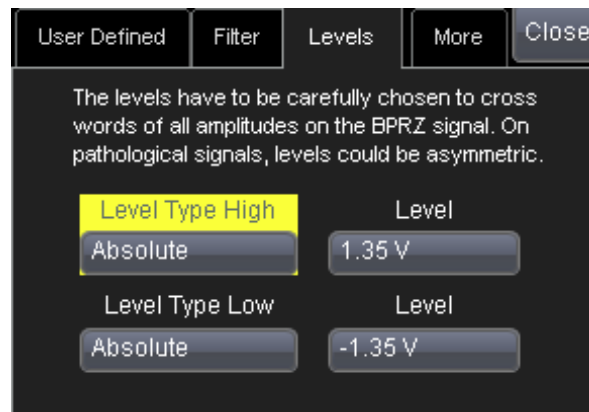 User Defined Filter Levels More Close
The levels have to be carefully chosen to cross
words of all amplitudes on the BPRZ signal. On
pathological signals, levels could be asymmetric.
Level Type High Level
Absolute 1.35 V
Level Type Low Level
Absolute -1.35 V